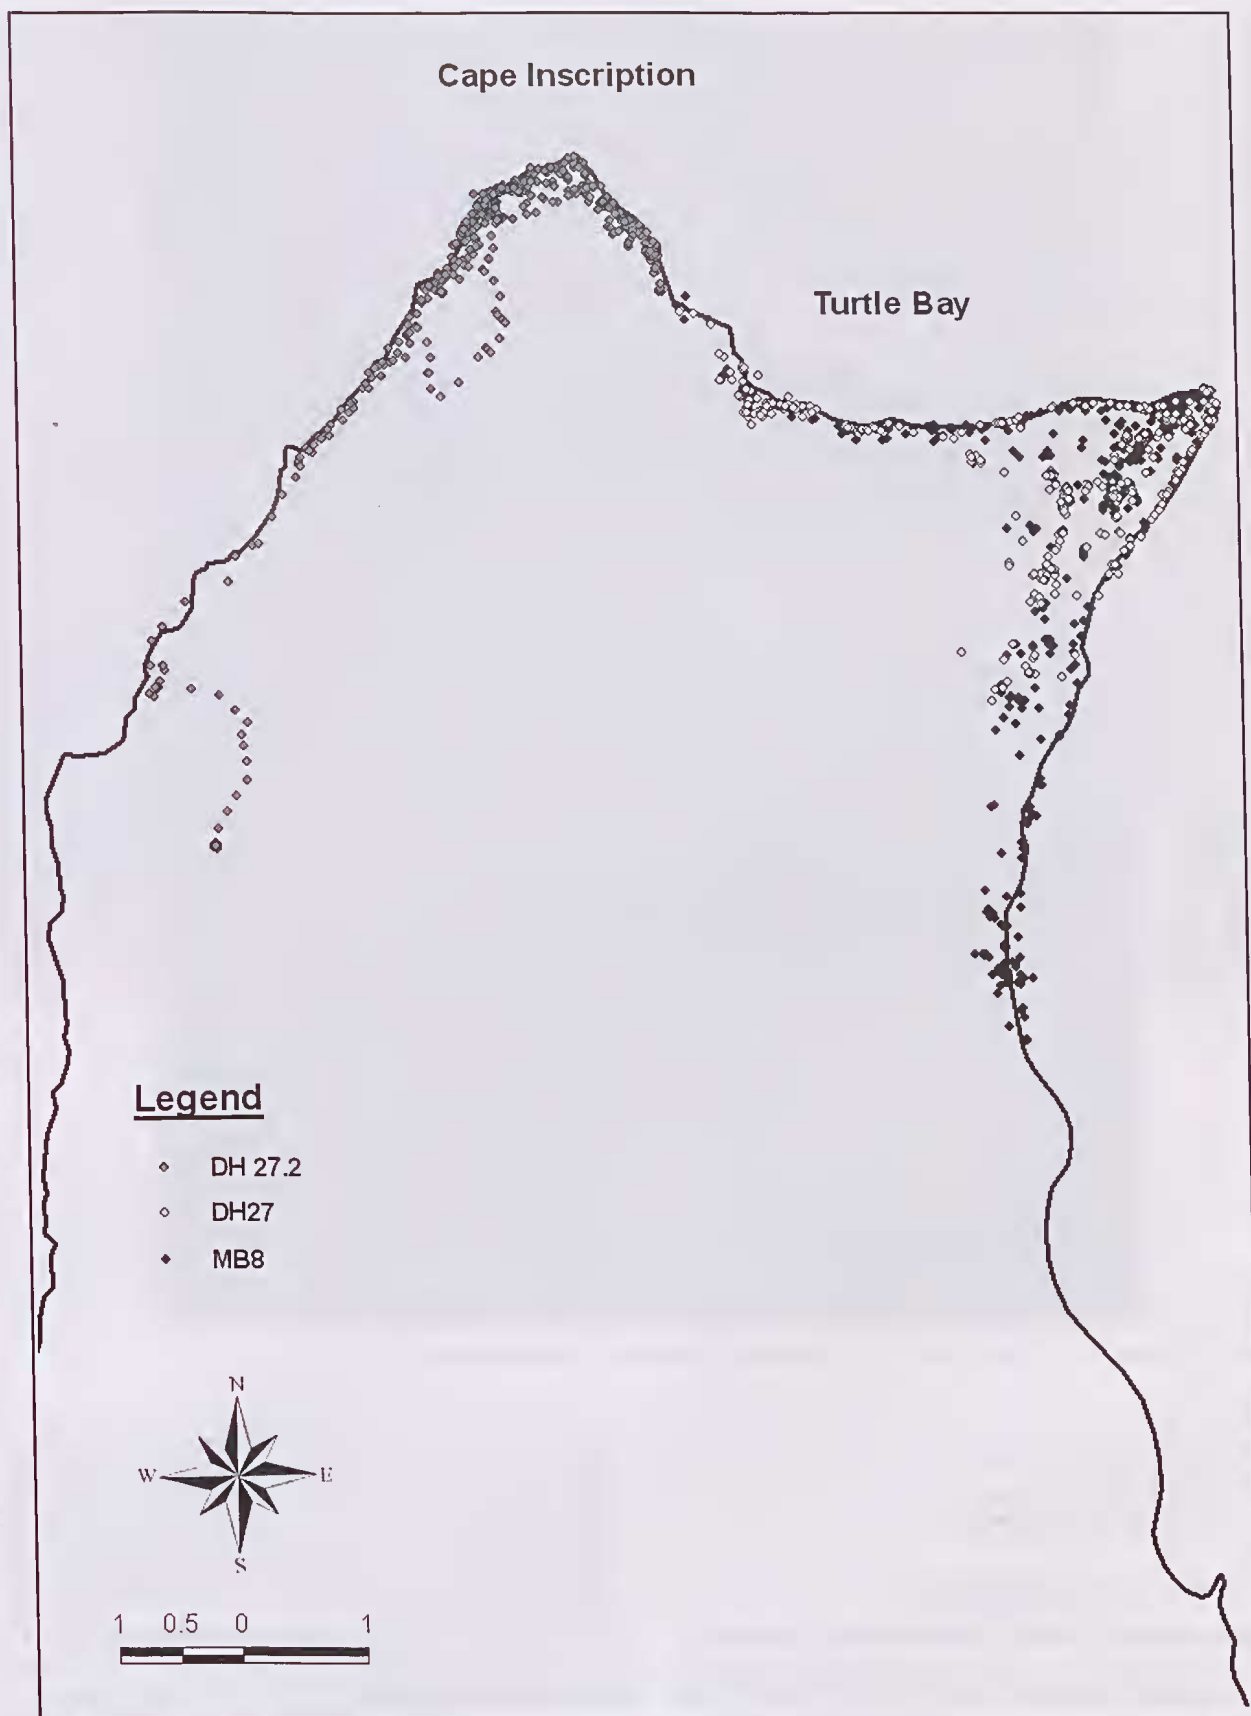 Cape Inscription
Turtle Bay
Legend
DH 27.2
DH27
MB8
N
W E
S
1 0.5 0 1